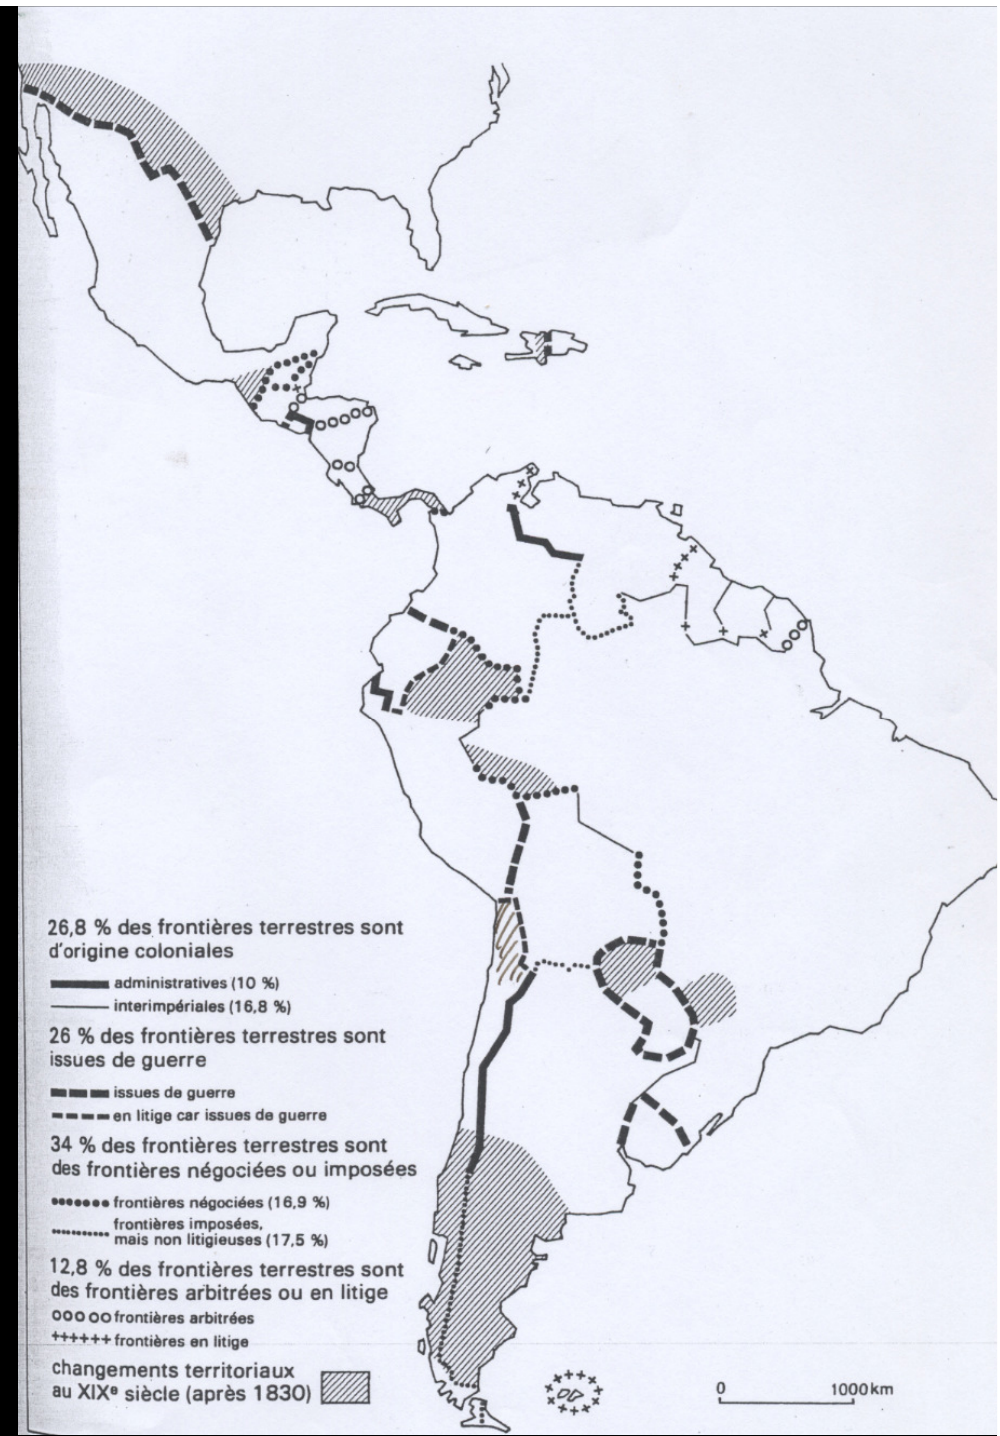 26,8 % des frontières terrestres sont
d'origine coloniales
administratives (10 %)
interimpériales (16,8 %)
26 % des frontières terrestres sont
issues de guerre
issues de guerre
en litige car issues de guerre
34 % des frontières terrestres sont
des frontières négociées ou imposées
frontières négociées (16,9 %)
frontières imposées,
mais non litigieuses (17,5 %)
12,8 % des frontières terrestres sont
des frontières arbitrées ou en litige
frontières arbitrées
frontières en litige
changements territoriaux
au XIXe siècle (après 1830)
0 1000 km